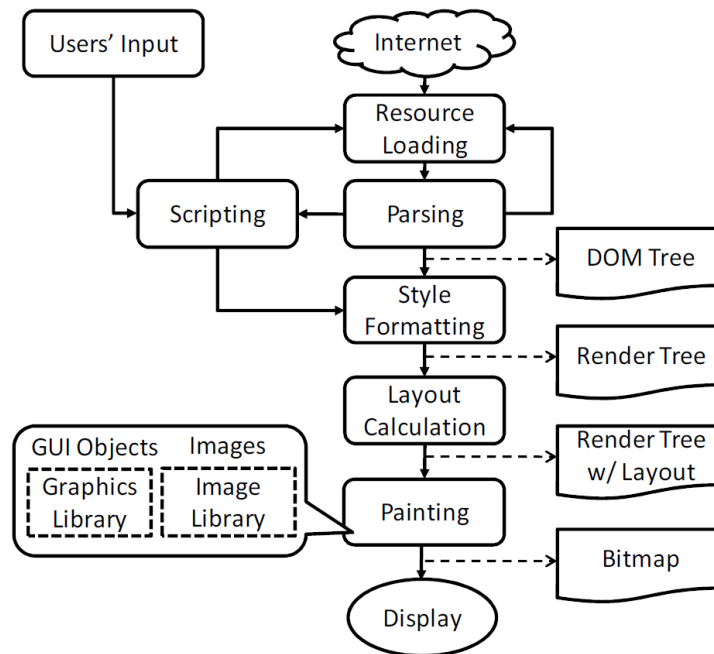 Users’ Input
Internet
Resource
Loading
Scripting
Parsing
DOM Tree
Style
Formatting
Render Tree
Layout
Calculation
GUI Objects
Images
Render Tree
w/ Layout
Graphics
Library
Image
Library
Painting
Bitmap
Display